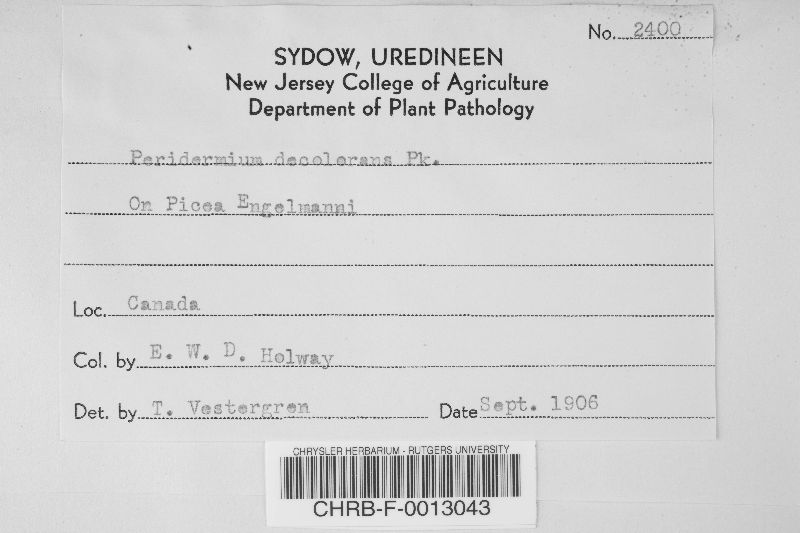 No. 2400
SYDOW, UREDINEEN
New Jersey College of Agriculture
Department of Plant Pathology
Peridermium decolorans Pk.
On Picea Engelmanni
Loc. Canada
Col. by E. W. D. Holway
Det. by T. Vestergren Date Sept. 1906
CHRYSLER HERBARIUM - RUTGERS UNIVERSITY
CHRB-F-0013043